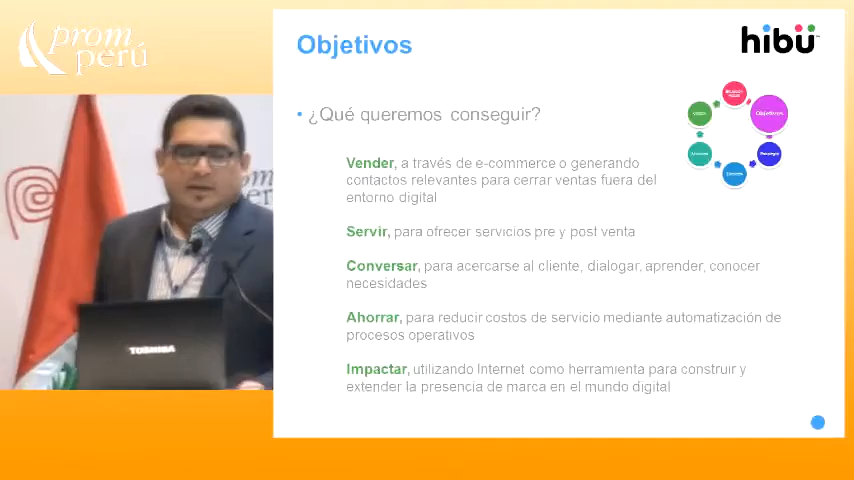 prom
perú
Objetivos
hibü
• ¿Qué queremos conseguir?
Objetivos
Vender, a través de e-commerce o generando
contactos relevantes para cerrar ventas fuera del
entorno digital
Servir, para ofrecer servicios pre y post venta
Conversar, para acercarse al cliente, dialogar, aprender, conocer
necesidades
Ahorrar, para reducir costos de servicio mediante automatización de
procesos operativos
Impactar, utilizando Internet como herramienta para construir y
extender la presencia de marca en el mundo digital
TOSHIBA